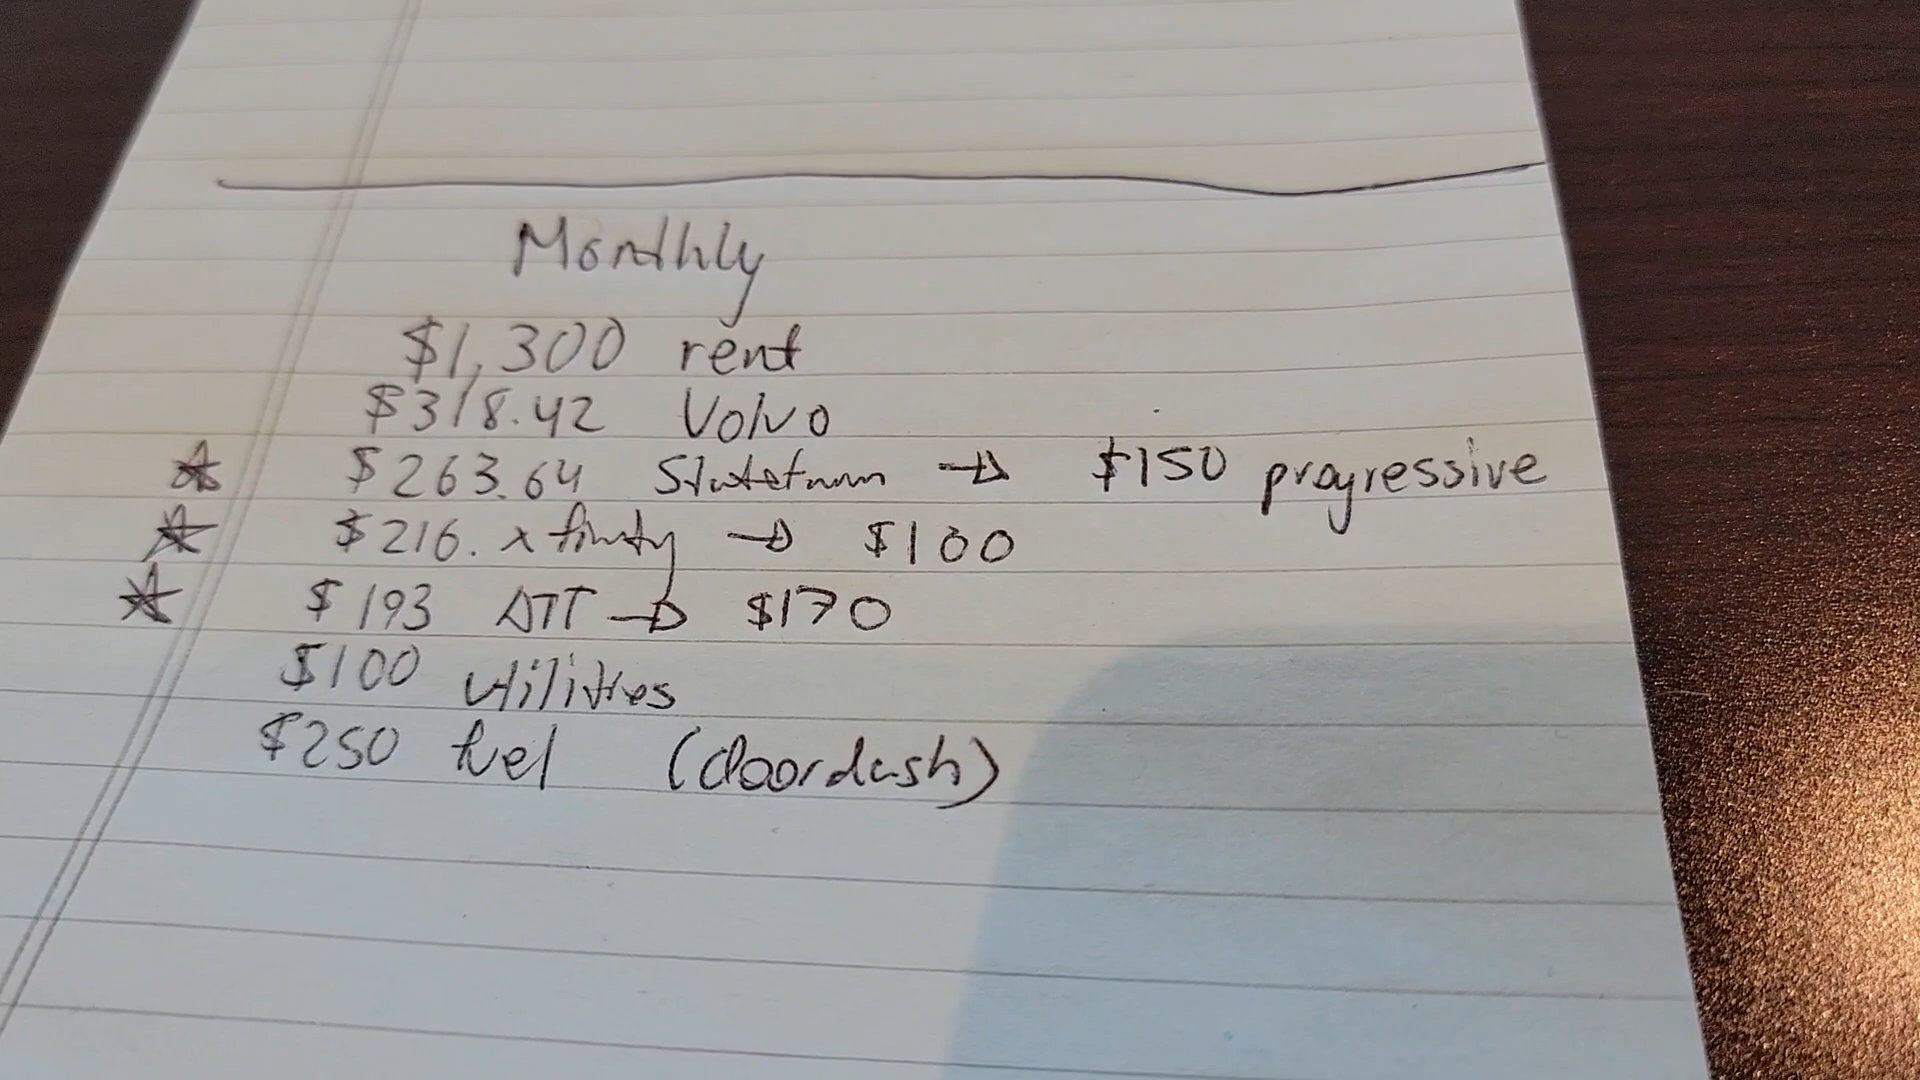 Monthly
$1,300 rent
$318.42 Volvo
☆ $263.64 Statefarm → $150 progressive
☆ $216. xfinity → $100
☆ $193 ATT → $170
$100 utilities
$250 fuel (doordash)